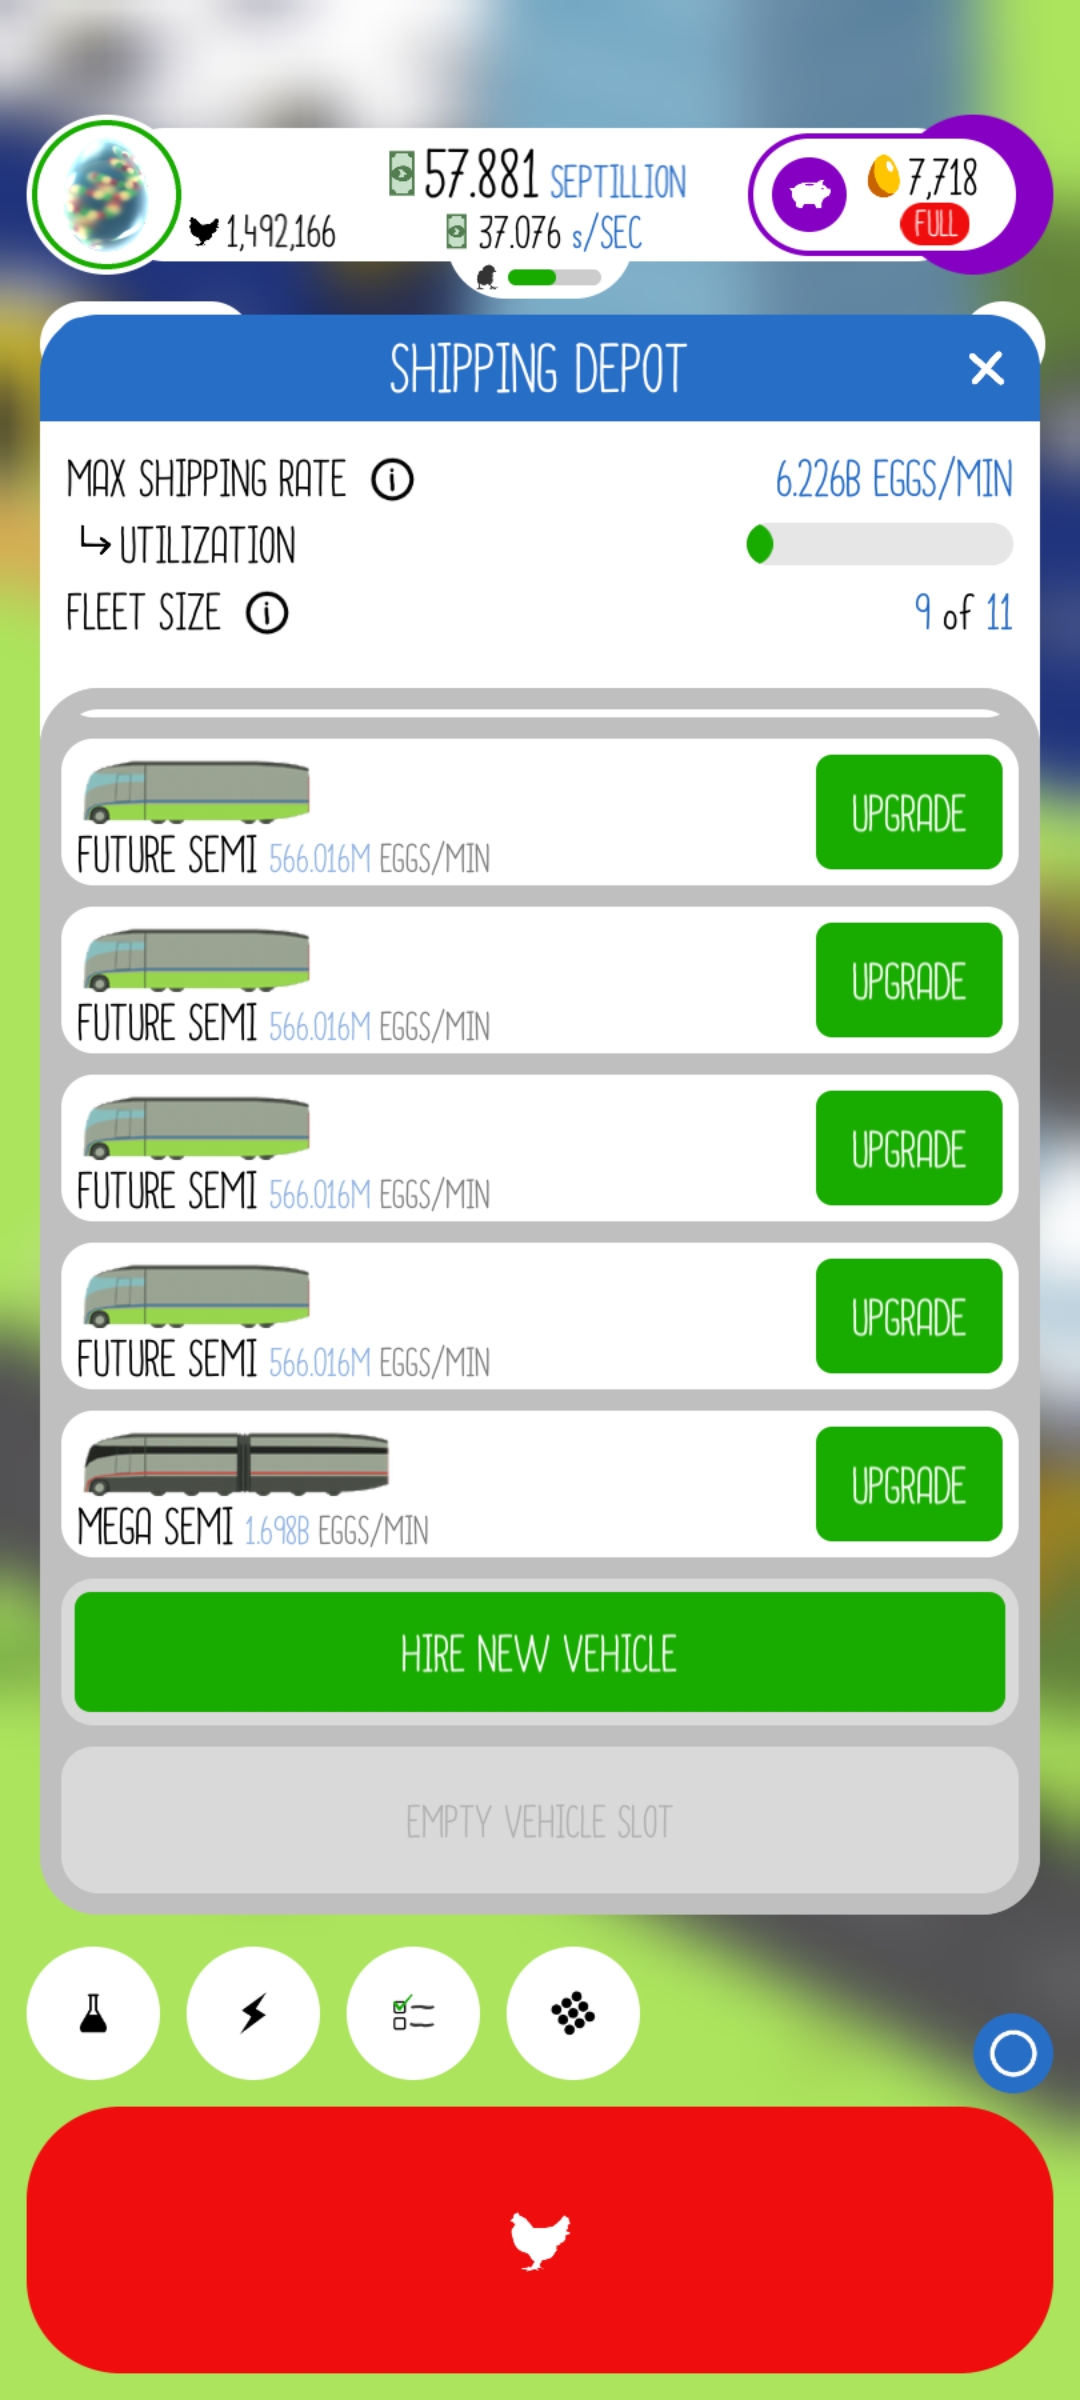 57.881 SEPTILLION
1,492,166
37.076 s/SEC
7,718
FULL
SHIPPING DEPOT
MAX SHIPPING RATE
6.226B EGGS/MIN
UTILIZATION
FLEET SIZE
9 of 11
UPGRADE
FUTURE SEMI 566.016M EGGS/MIN
UPGRADE
FUTURE SEMI 566.016M EGGS/MIN
UPGRADE
FUTURE SEMI 566.016M EGGS/MIN
UPGRADE
FUTURE SEMI 566.016M EGGS/MIN
UPGRADE
MEGA SEMI 1.698B EGGS/MIN
HIRE NEW VEHICLE
EMPTY VEHICLE SLOT